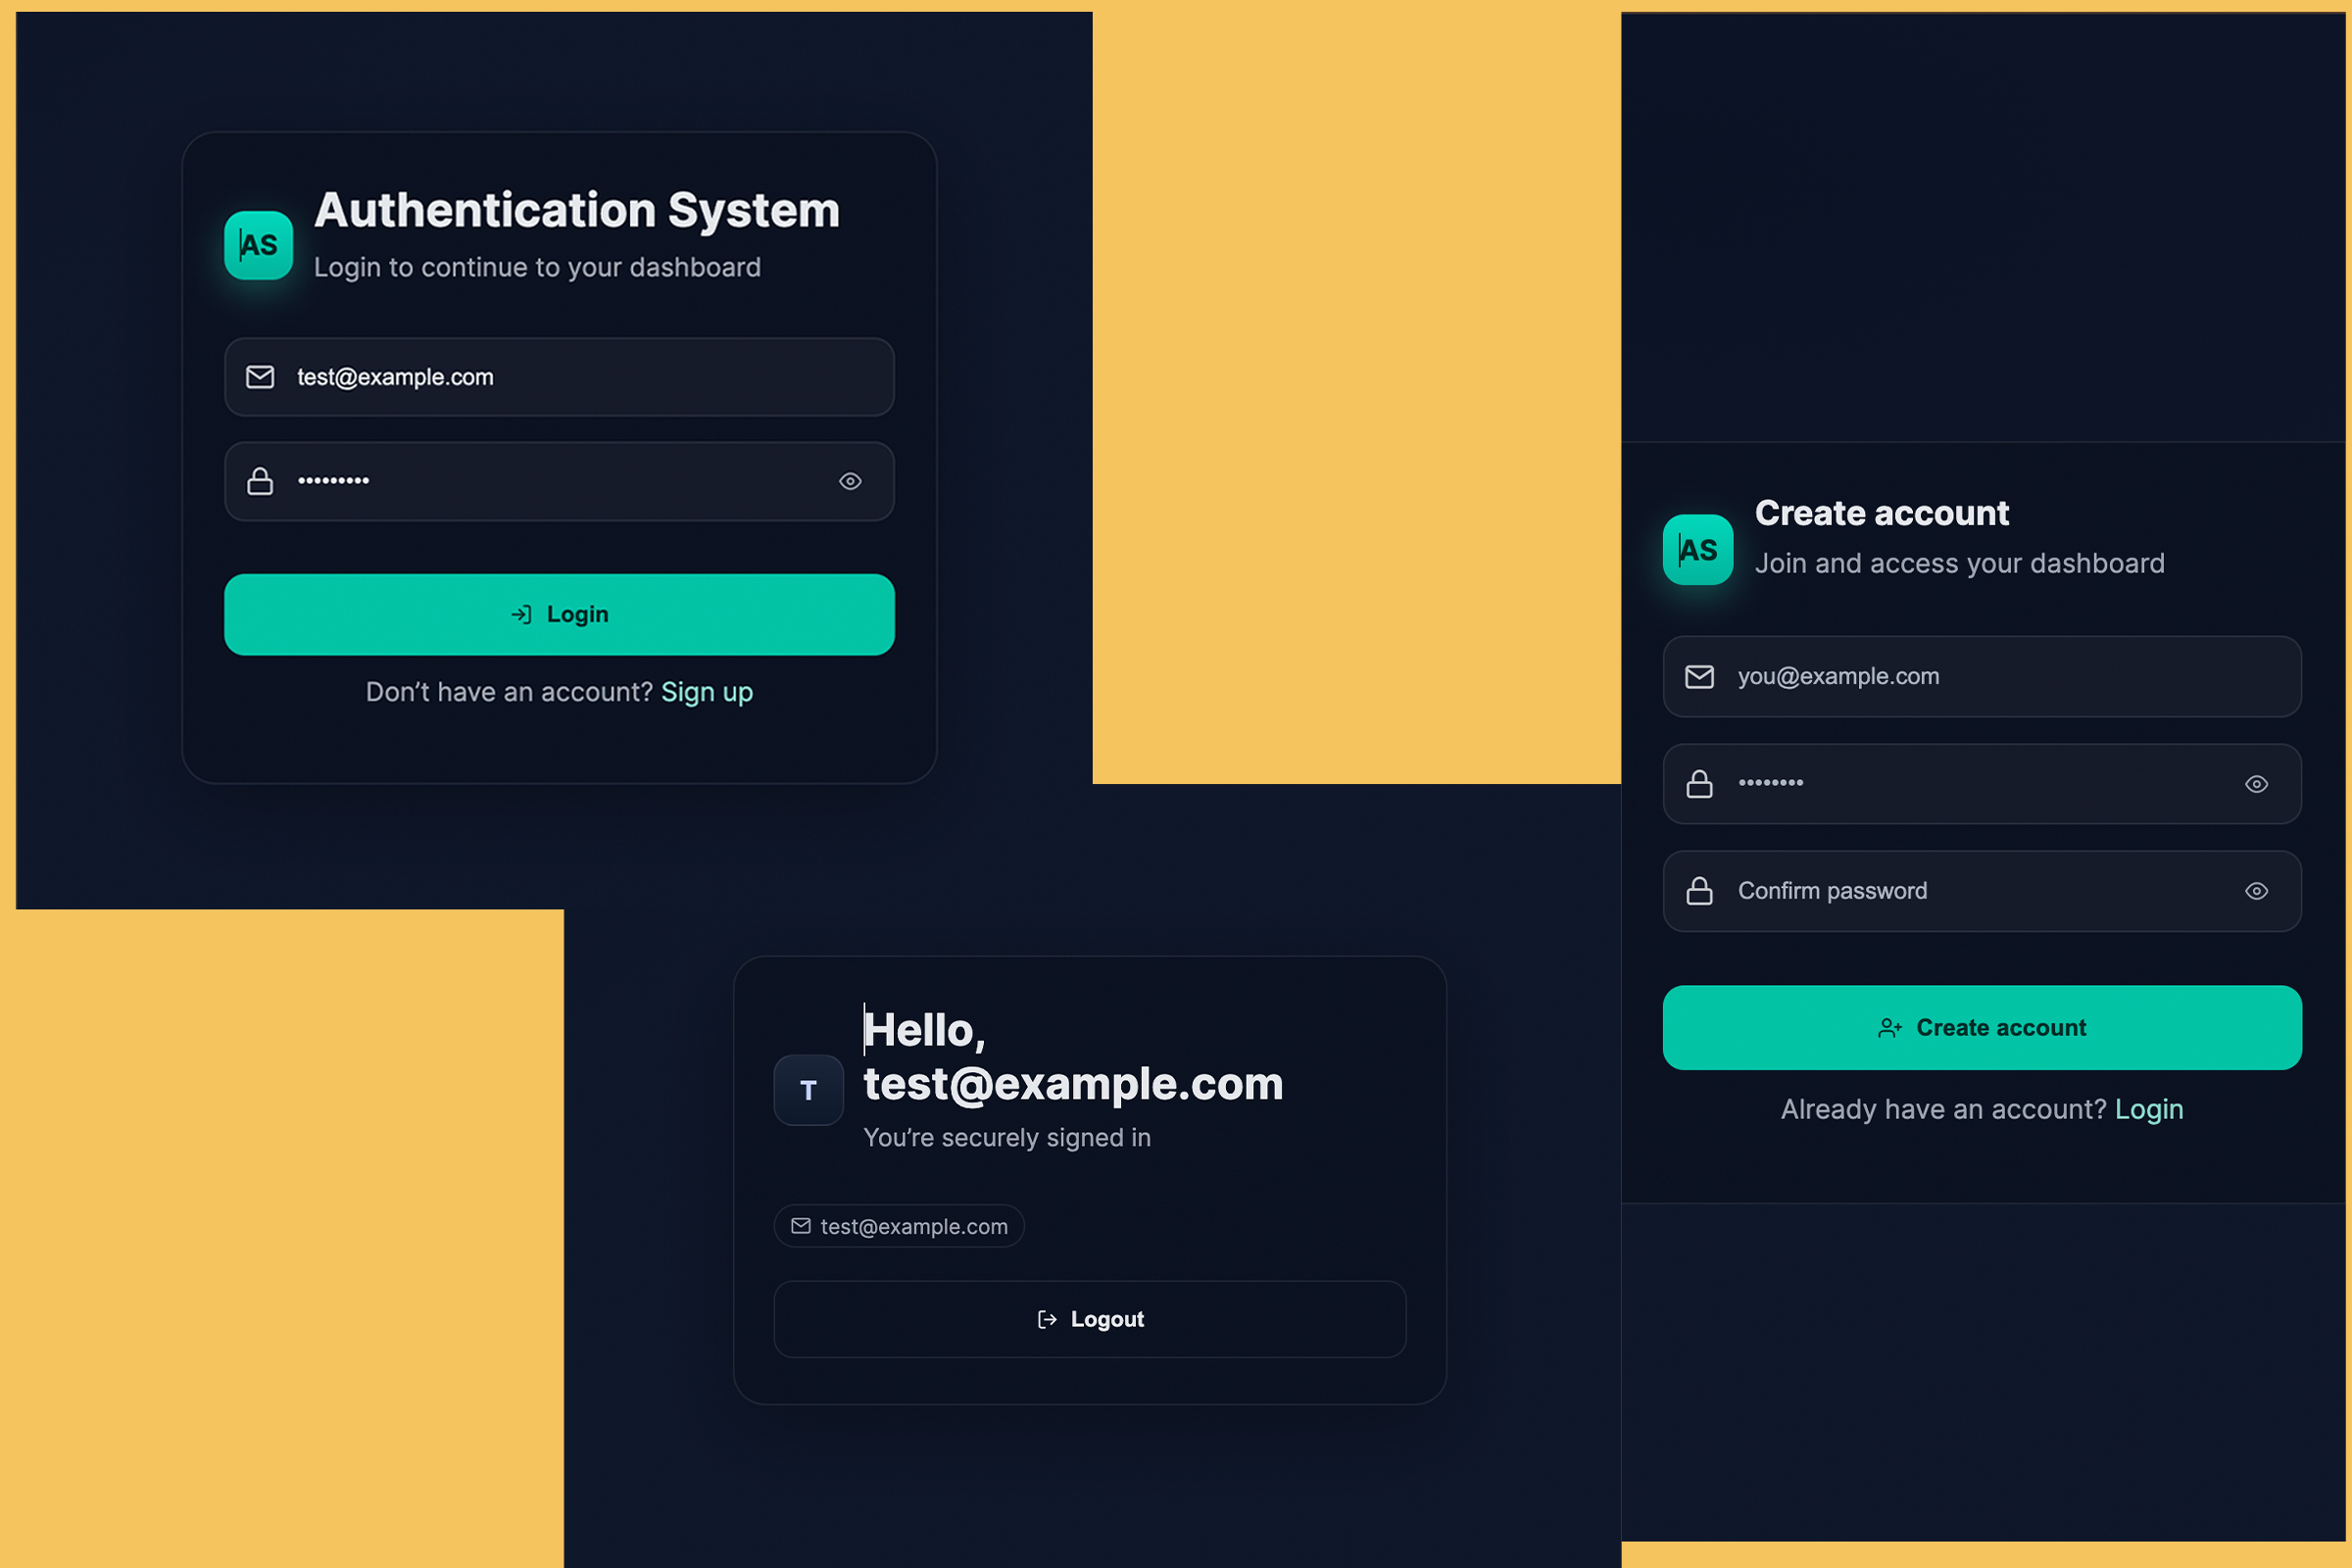 AS
Authentication System
Login to continue to your dashboard
test@example.com
•••••••••
Login
Don’t have an account? Sign up
AS
Create account
Join and access your dashboard
you@example.com
••••••••
Confirm password
Create account
Already have an account? Login
T
Hello,
test@example.com
You’re securely signed in
test@example.com
Logout